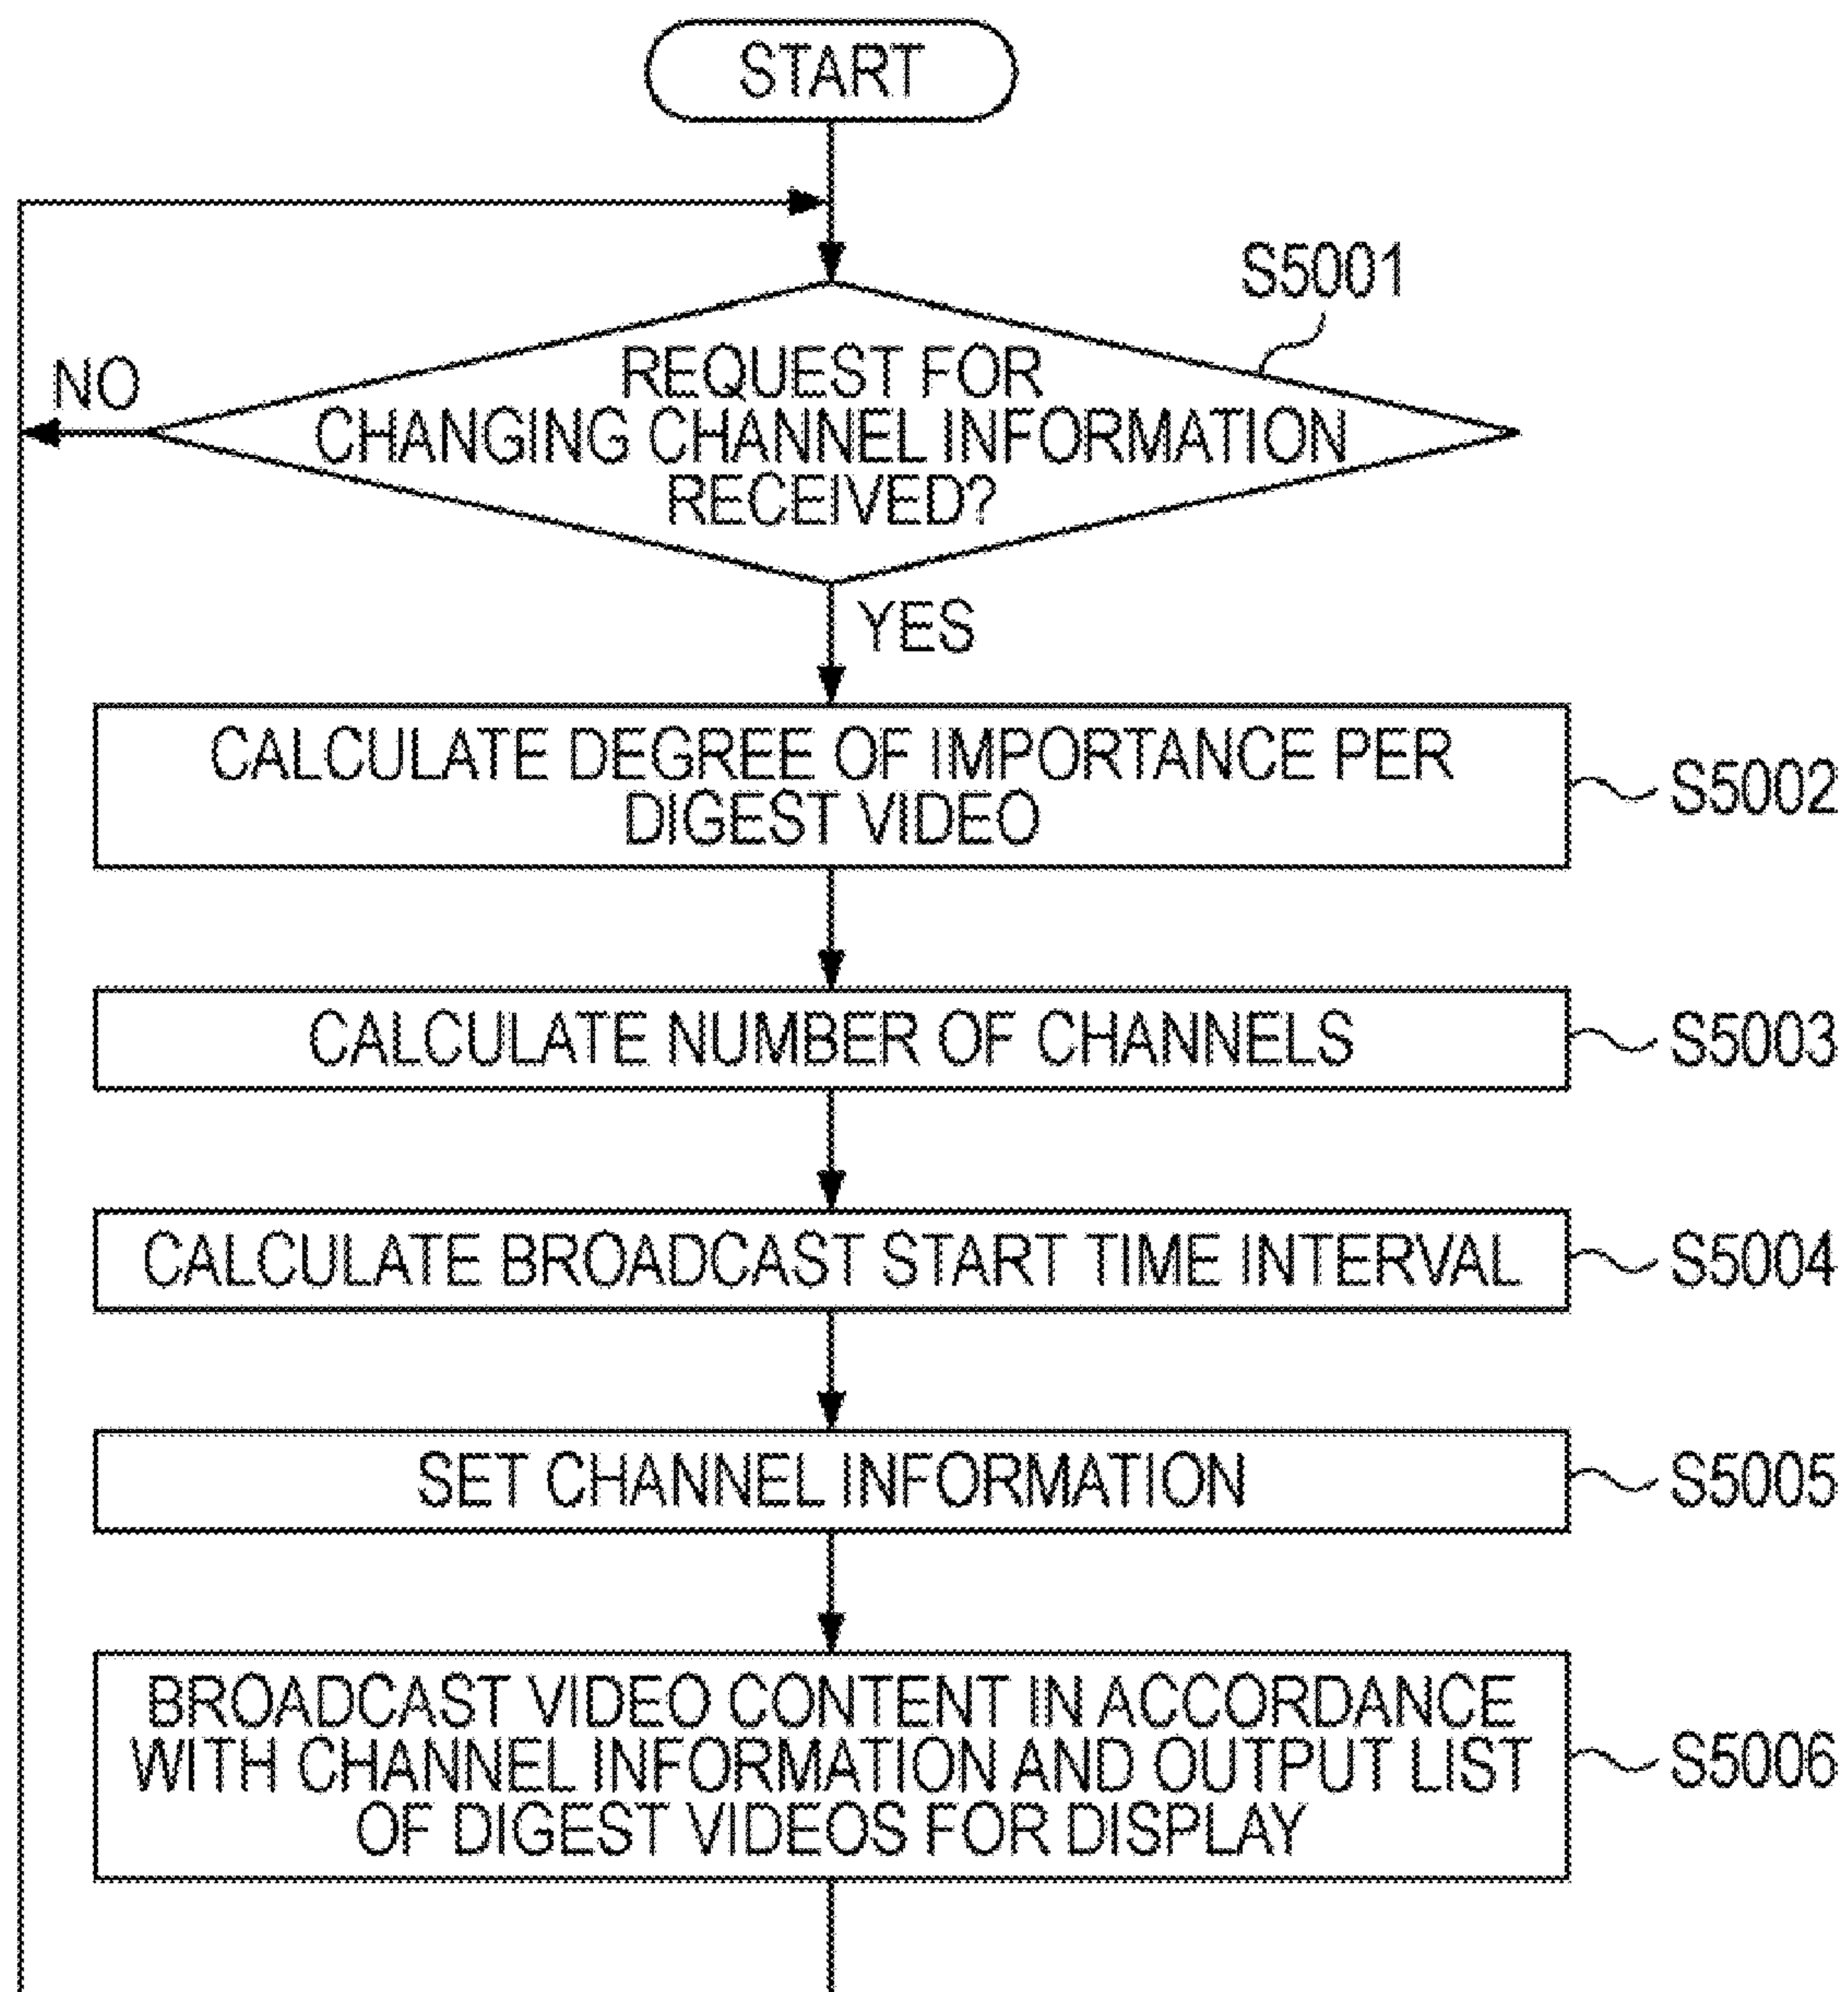 START
S5001
NO
REQUEST FOR
CHANGING CHANNEL INFORMATION
RECEIVED?
YES
CALCULATE DEGREE OF IMPORTANCE PER
DIGEST VIDEO
S5002
CALCULATE NUMBER OF CHANNELS
S5003
CALCULATE BROADCAST START TIME INTERVAL
S5004
SET CHANNEL INFORMATION
S5005
BROADCAST VIDEO CONTENT IN ACCORDANCE
WITH CHANNEL INFORMATION AND OUTPUT LIST
OF DIGEST VIDEOS FOR DISPLAY
S5006